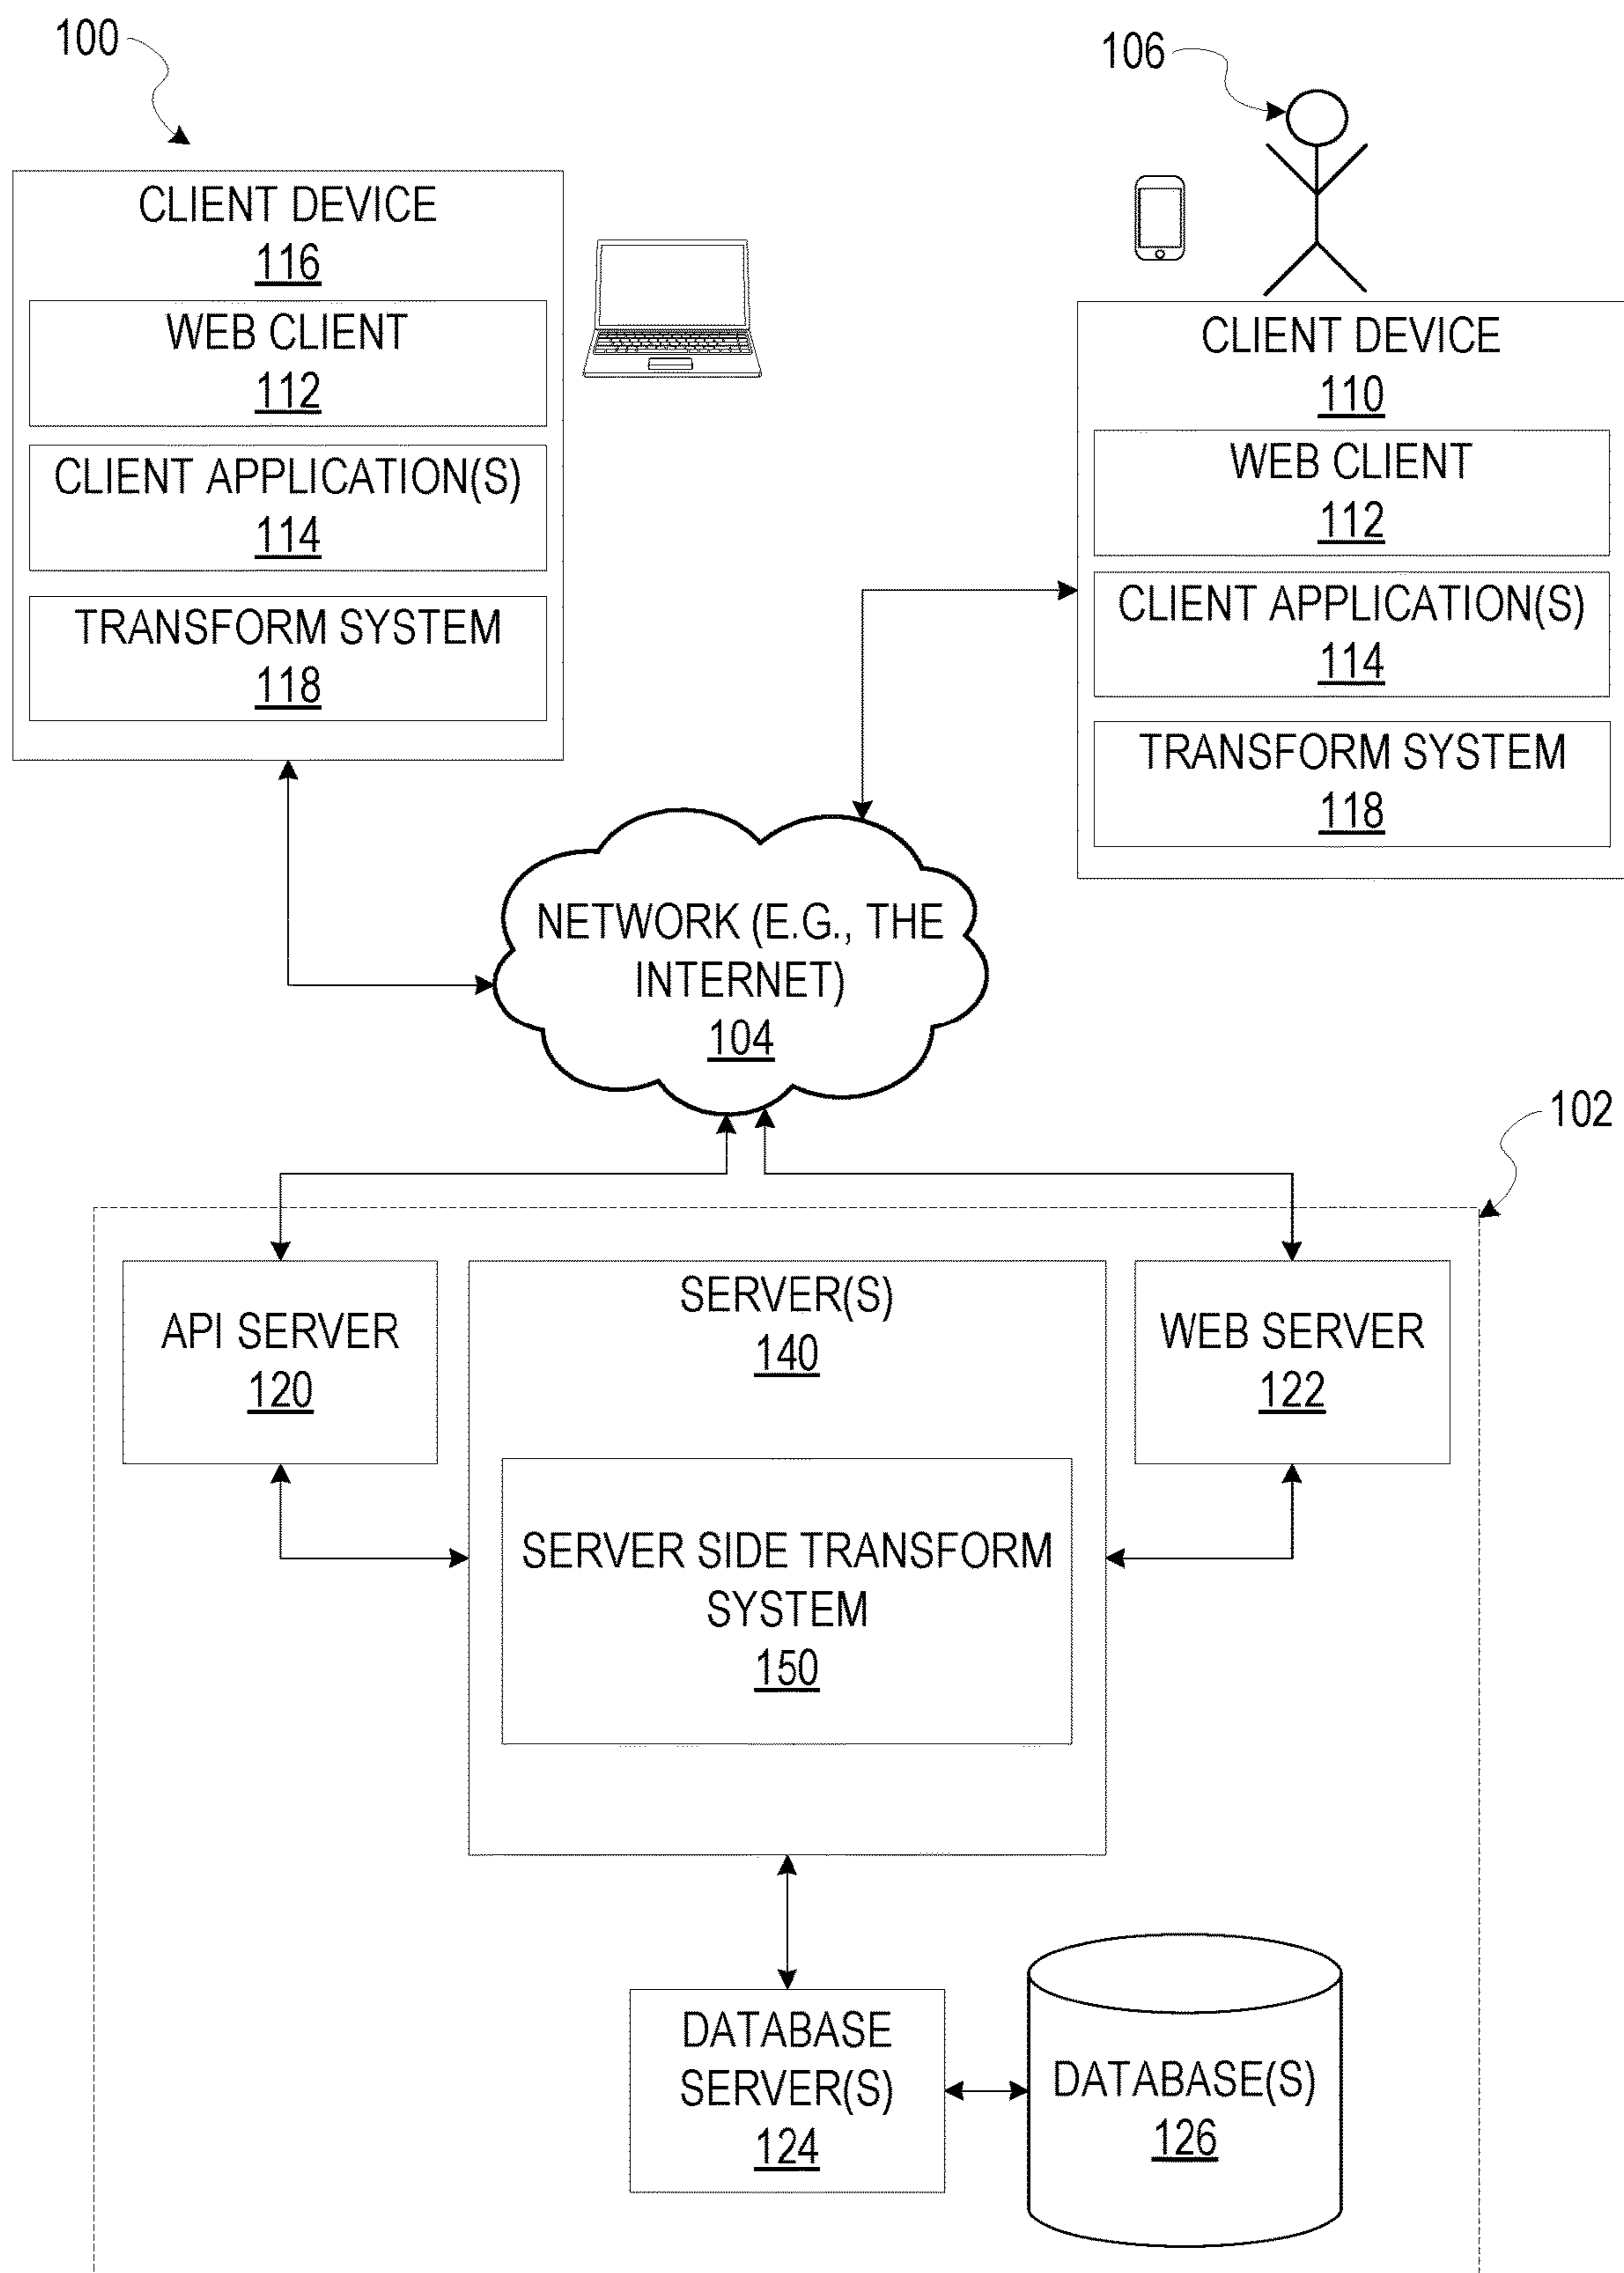 100
106
CLIENT DEVICE
116
WEB CLIENT
112
CLIENT APPLICATION(S)
114
TRANSFORM SYSTEM
118
CLIENT DEVICE
110
WEB CLIENT
112
CLIENT APPLICATION(S)
114
TRANSFORM SYSTEM
118
NETWORK (E.G., THE
INTERNET)
104
102
API SERVER
120
SERVER(S)
140
SERVER SIDE TRANSFORM
SYSTEM
150
WEB SERVER
122
DATABASE
SERVER(S)
124
DATABASE(S)
126